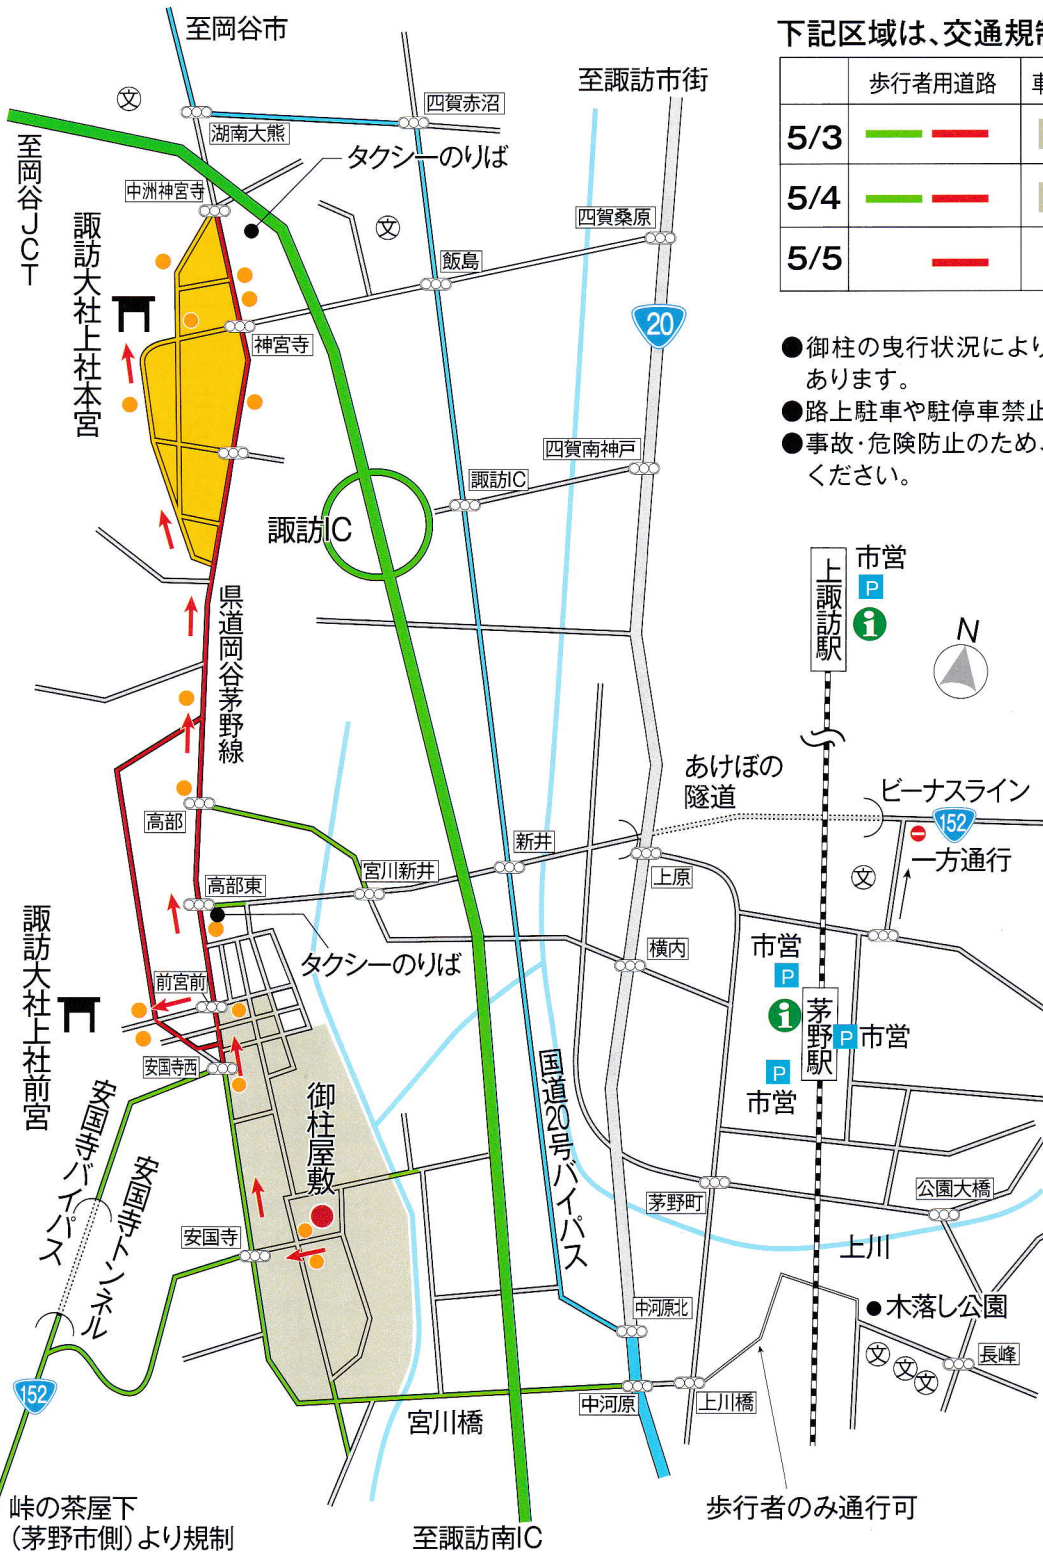 至岡谷市
至諏訪市街
下記区域は、交通規
歩行者用道路
5/3
5/4
5/5
●御柱の曳行状況により
あります。
●路上駐車や駐停車禁止
●事故・危険防止のため、
ください。
文
四賀赤沼
湖南大熊
至岡谷JCT
タクシーのりば
中洲神宮寺
文
四賀桑原
諏訪大社上社本宮
飯島
20
神宮寺
四賀南神戸
諏訪IC
諏訪IC
市営
P
上諏訪駅
i
N
県道岡谷茅野線
あけぼの
隧道
ビーナスライン
152
一方通行
高部
新井
上原
宮川新井
文
高部東
諏訪大社上社前宮
タクシーのりば
横内
市営
P
前宮前
i
茅野駅
P
市営
P
市営
安国寺西
国道20号バイパス
御柱屋敷
安国寺バイパス
安国寺トンネル
茅野町
公園大橋
安国寺
上川
●木落し公園
中河原北
文
文
文
長峰
152
宮川橋
中河原
上川橋
峠の茶屋下
(茅野市側)より規制
至諏訪南IC
歩行者のみ通行可